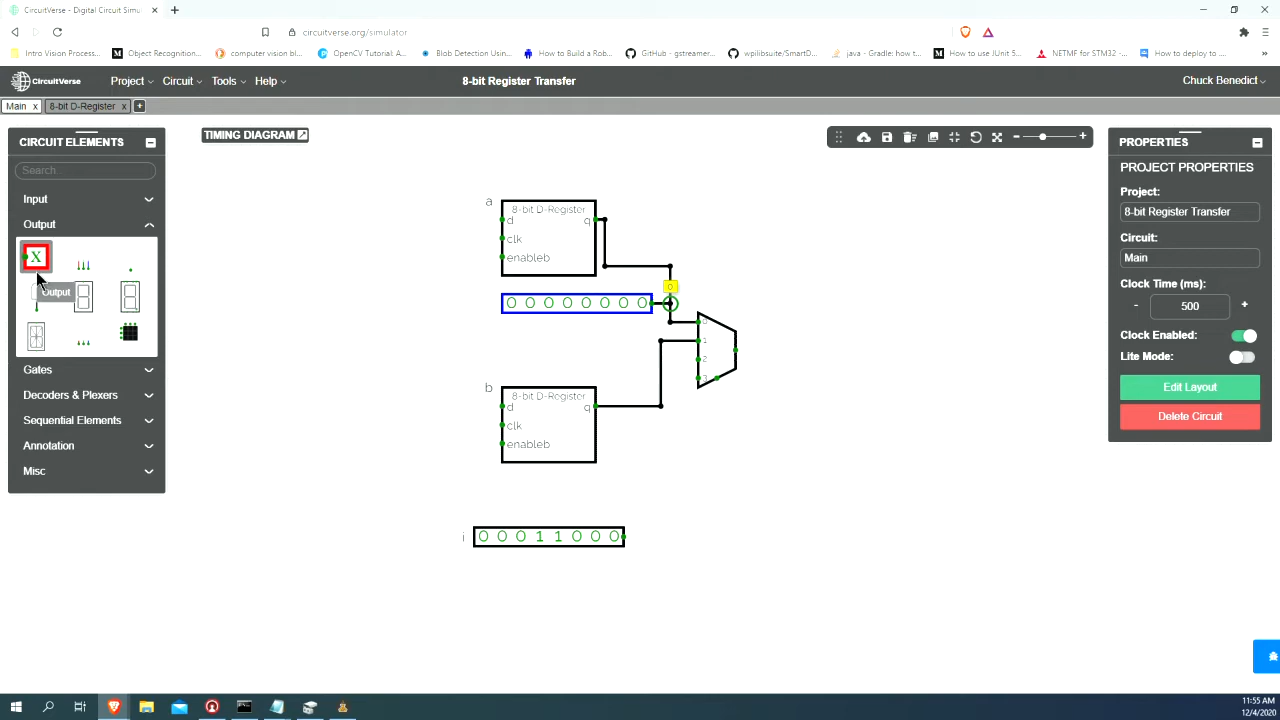 CircuitVerse - Digital Circuit Simu
circuitverse.org/simulator
Intro Vision Process...
Object Recognition...
computer vision bl...
OpenCV Tutorial: A...
Blob Detection Using...
How to Build a Rob...
GitHub - gstreamer...
wpilibsuite/SmartD...
java - Gradle: how t...
How to use JUnit 5...
NETMF for STM32 -...
How to deploy to ...
CircuitVerse
Project
Circuit
Tools
Help
8-bit Register Transfer
Chuck Benedict
Main x
8-bit D-Register x
+
CIRCUIT ELEMENTS
Search...
Input
Output
X
Output
Gates
Decoders & Plexers
Sequential Elements
Annotation
Misc
TIMING DIAGRAM
a
8-bit D-Register
d
q
clk
enableb
0
0 0 0 0 0 0 0 0
0
1
2
3
b
8-bit D-Register
d
q
clk
enableb
i
0 0 0 1 1 0 0 0
PROPERTIES
PROJECT PROPERTIES
Project:
8-bit Register Transfer
Circuit:
Main
Clock Time (ms):
- 500 +
Clock Enabled:
Lite Mode:
Edit Layout
Delete Circuit
11:55 AM
12/4/2020